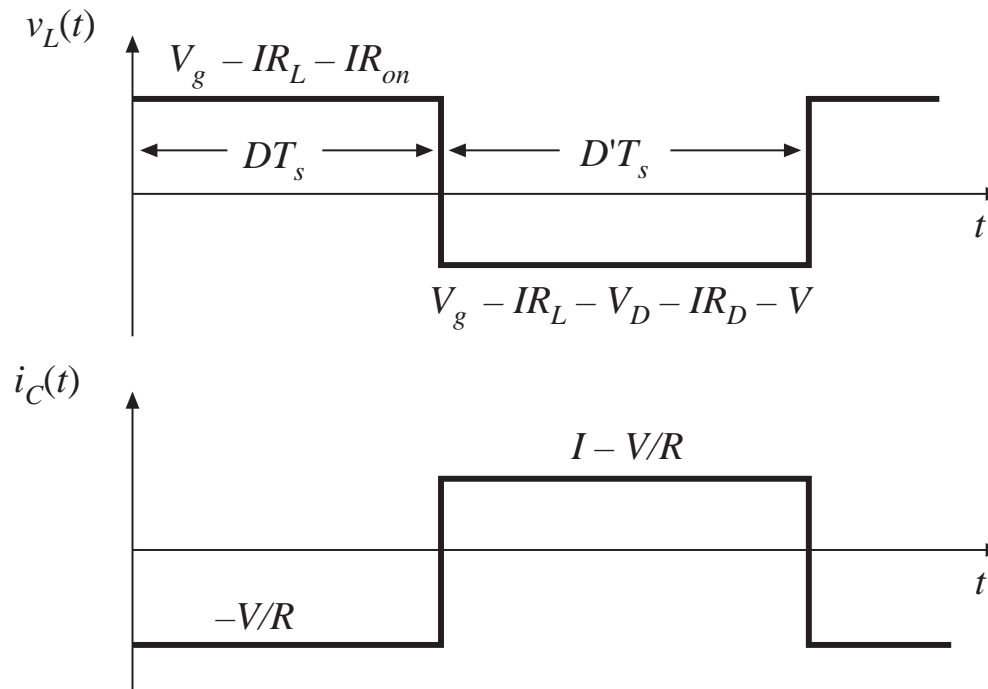 v_L(t)
V_g – IR_L – IR_on
DT_s
D'T_s
t
V_g – IR_L – V_D – IR_D – V
i_C(t)
I – V/R
t
–V/R